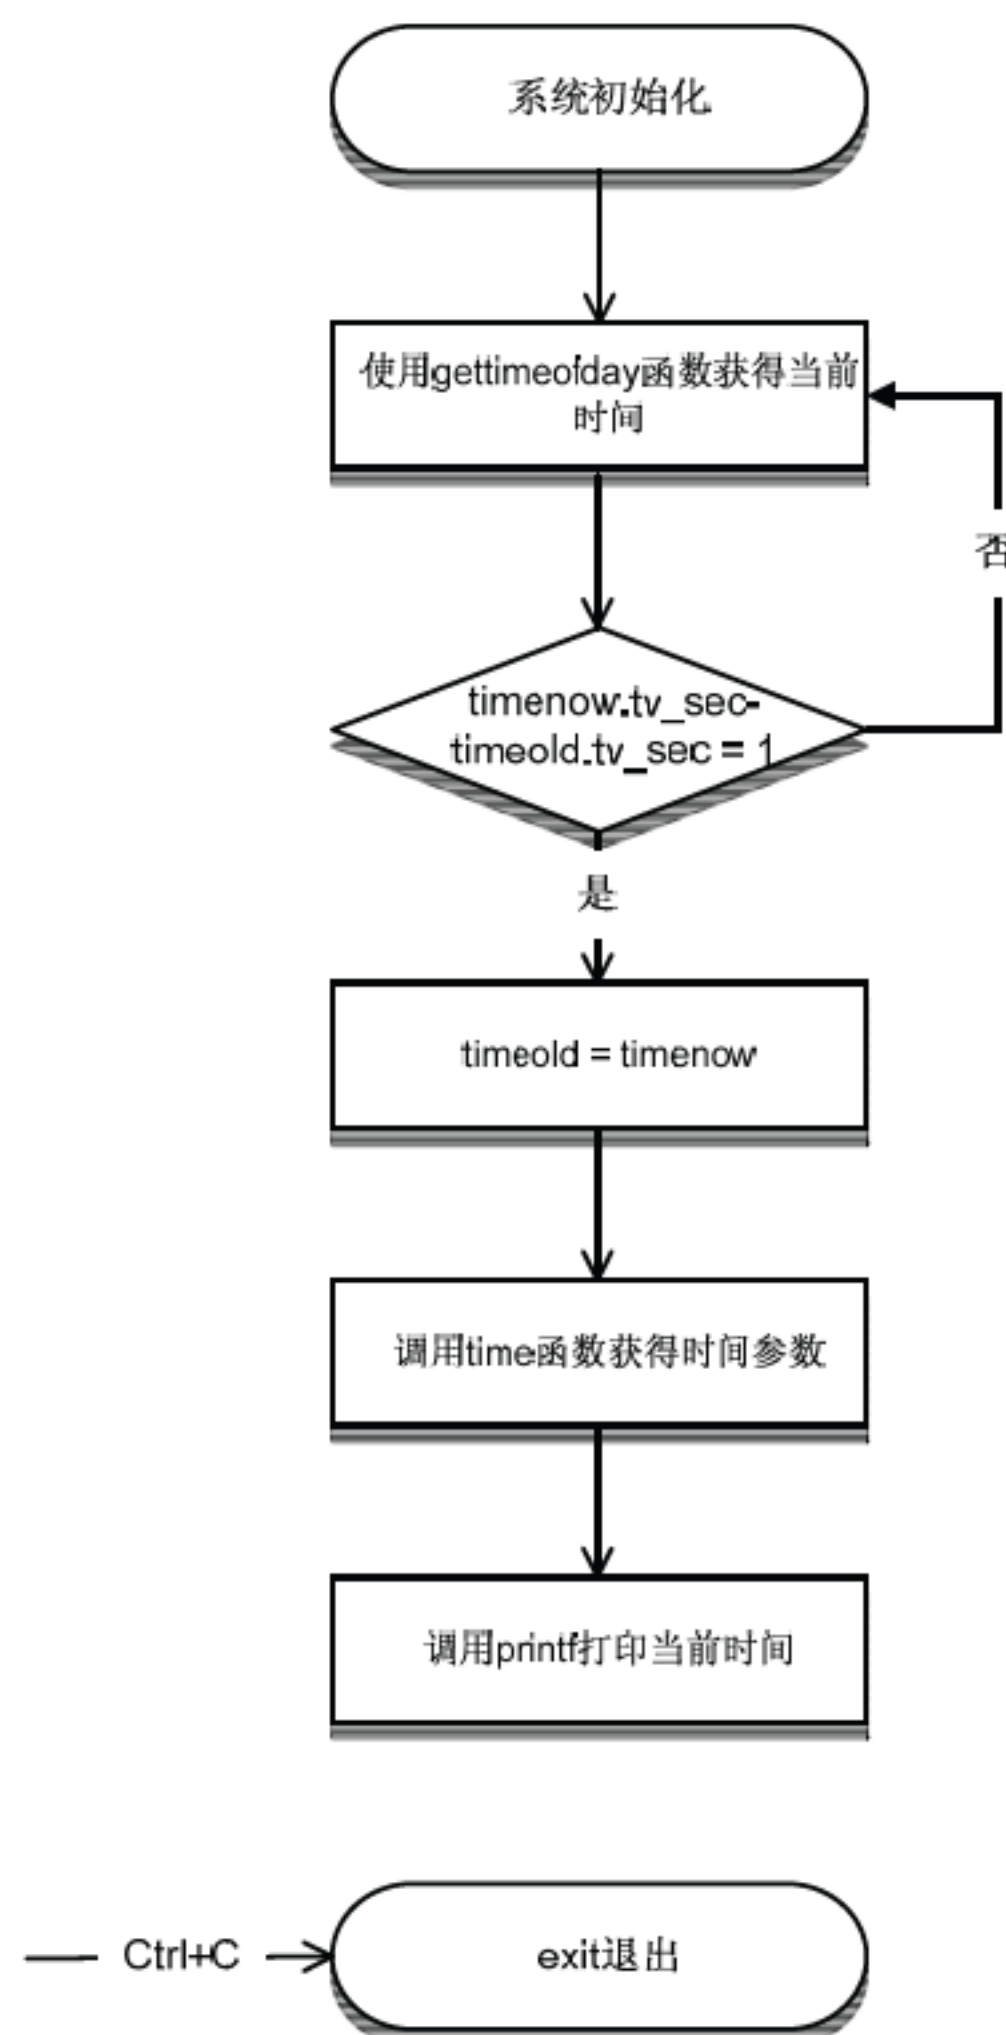 系统初始化
使用gettimeofday函数获得当前
时间
否
timenow.tv_sec-
timeold.tv_sec = 1
是
timeold = timenow
调用time函数获得时间参数
调用printf打印当前时间
Ctrl+C
exit退出